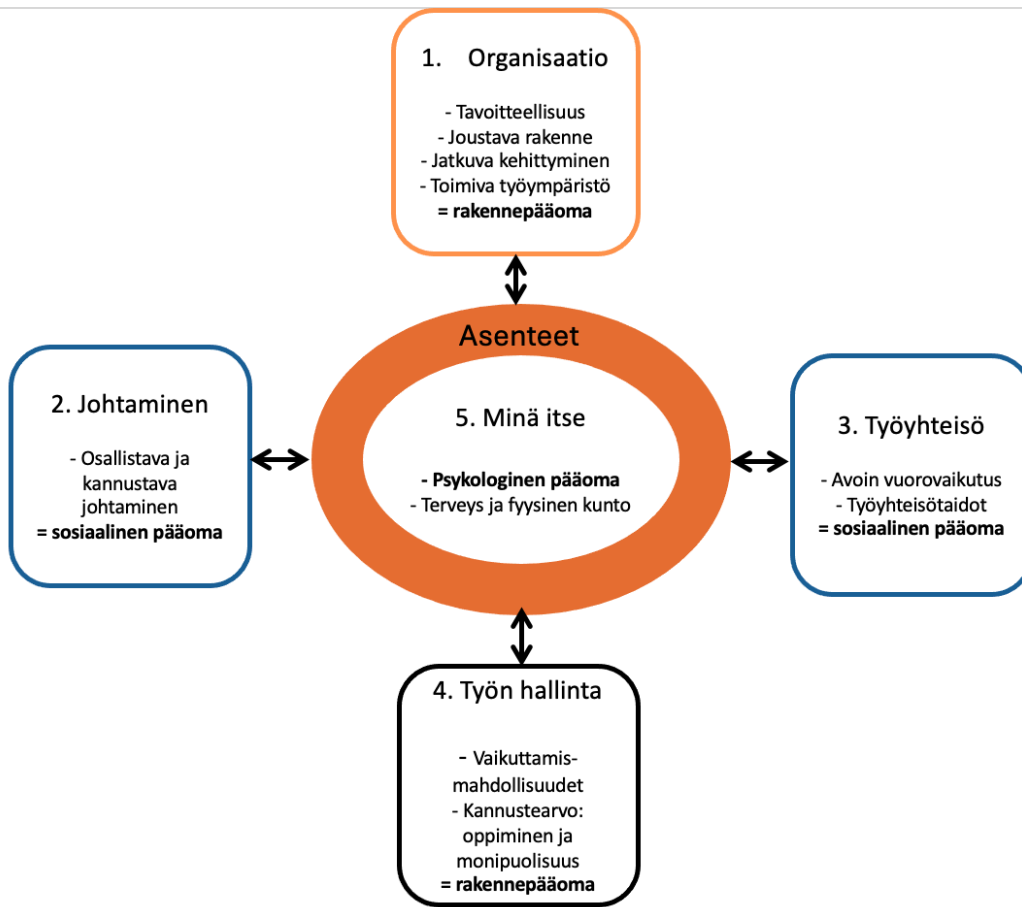 1. Organisaatio
- Tavoitteellisuus
- Joustava rakenne
- Jatkuva kehittyminen
- Toimiva työympäristö
= rakennepääoma
Asenteet
2. Johtaminen
- Osallistava ja
kannustava
johtaminen
= sosiaalinen pääoma
5. Minä itse
- Psykologinen pääoma
- Terveys ja fyysinen kunto
3. Työyhteisö
- Avoin vuorovaikutus
- Työyhteisötaidot
= sosiaalinen pääoma
4. Työn hallinta
- Vaikuttamis-
mahdollisuudet
- Kannustearvo:
oppiminen ja
monipuolisuus
= rakennepääoma